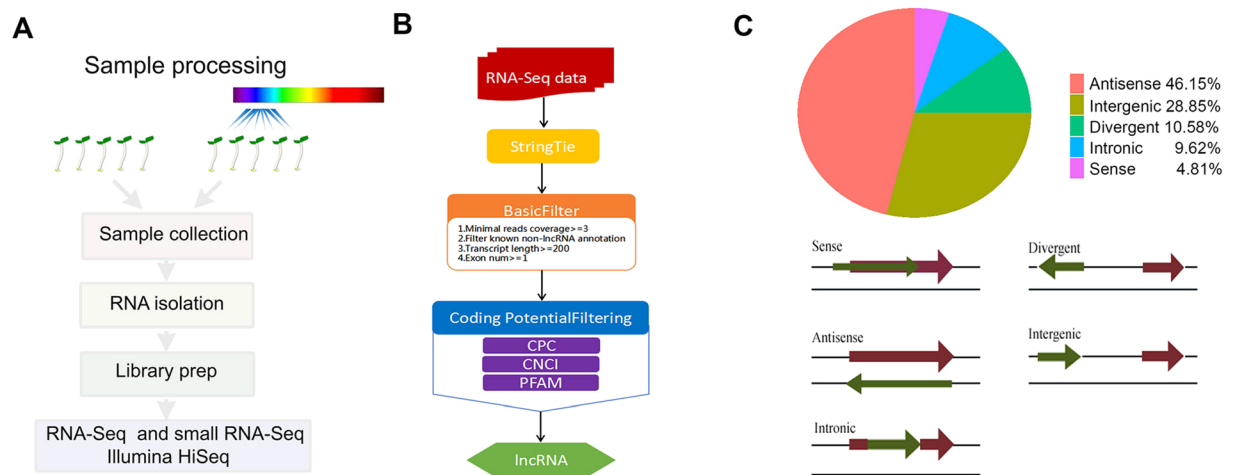 A
Sample processing
Sample collection
RNA isolation
Library prep
RNA-Seq and small RNA-Seq
Illumina HiSeq
B
RNA-Seq data
StringTie
BasicFilter
1.Minimal reads coverage>=3
2.Filter known non-lncRNA annotation
3.Transcript length>=200
4.Exon num>=1
Coding PotentialFiltering
CPC
CNCI
PFAM
lncRNA
C
Antisense 46.15%
Intergenic 28.85%
Divergent 10.58%
Intronic 9.62%
Sense 4.81%
Sense
Divergent
Antisense
Intergenic
Intronic